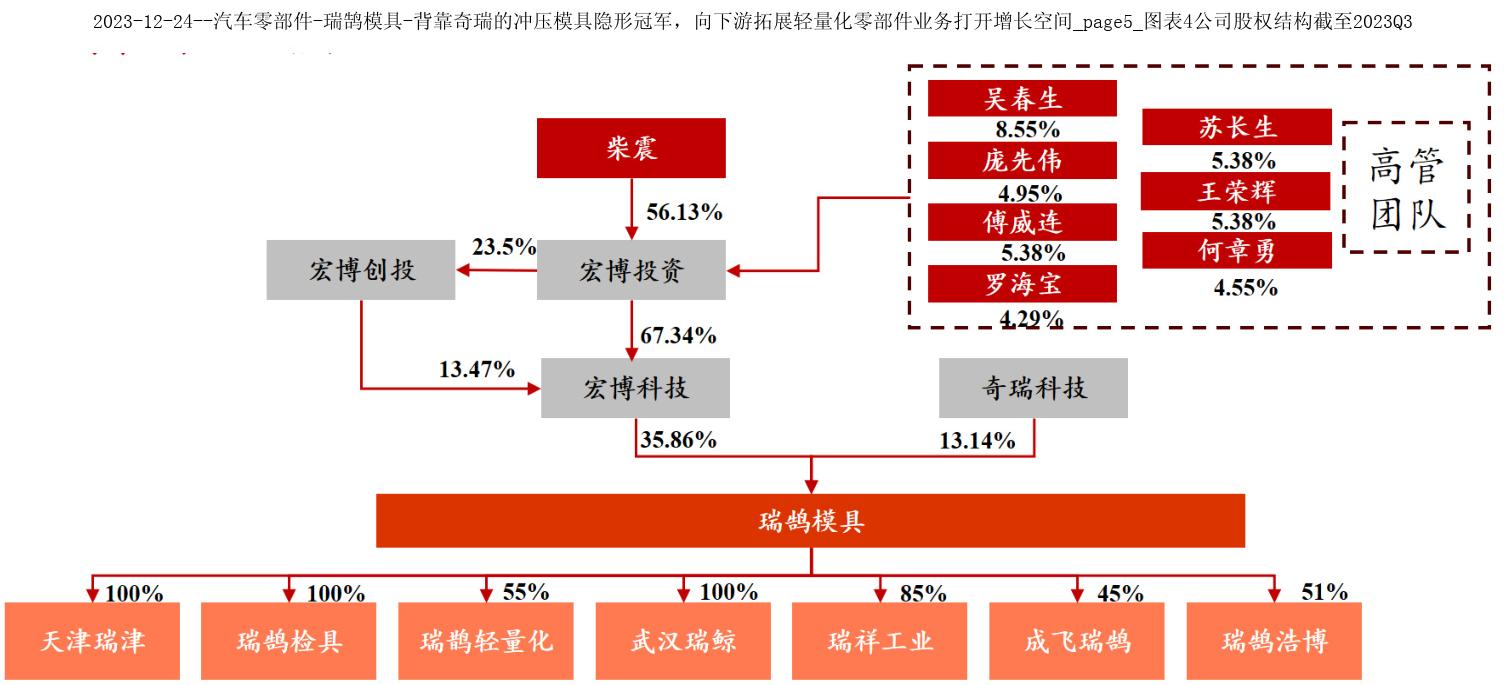 2023-12-24--汽车零部件-瑞鹄模具-背靠奇瑞的冲压模具隐形冠军，向下游拓展轻量化零部件业务打开增长空间_page5_图表4公司股权结构截至2023Q3
吴春生
8.55%
庞先伟
4.95%
傅威连
5.38%
罗海宝
4.29%
苏长生
5.38%
王荣辉
5.38%
何章勇
4.55%
高管
团队
柴震
56.13%
宏博创投
23.5%
宏博投资
67.34%
13.47%
宏博科技
奇瑞科技
35.86%
13.14%
瑞鹄模具
100%
100%
55%
100%
85%
45%
51%
天津瑞津
瑞鹄检具
瑞鹊轻量化
武汉瑞鲸
瑞祥工业
成飞瑞鹄
瑞鹄浩博